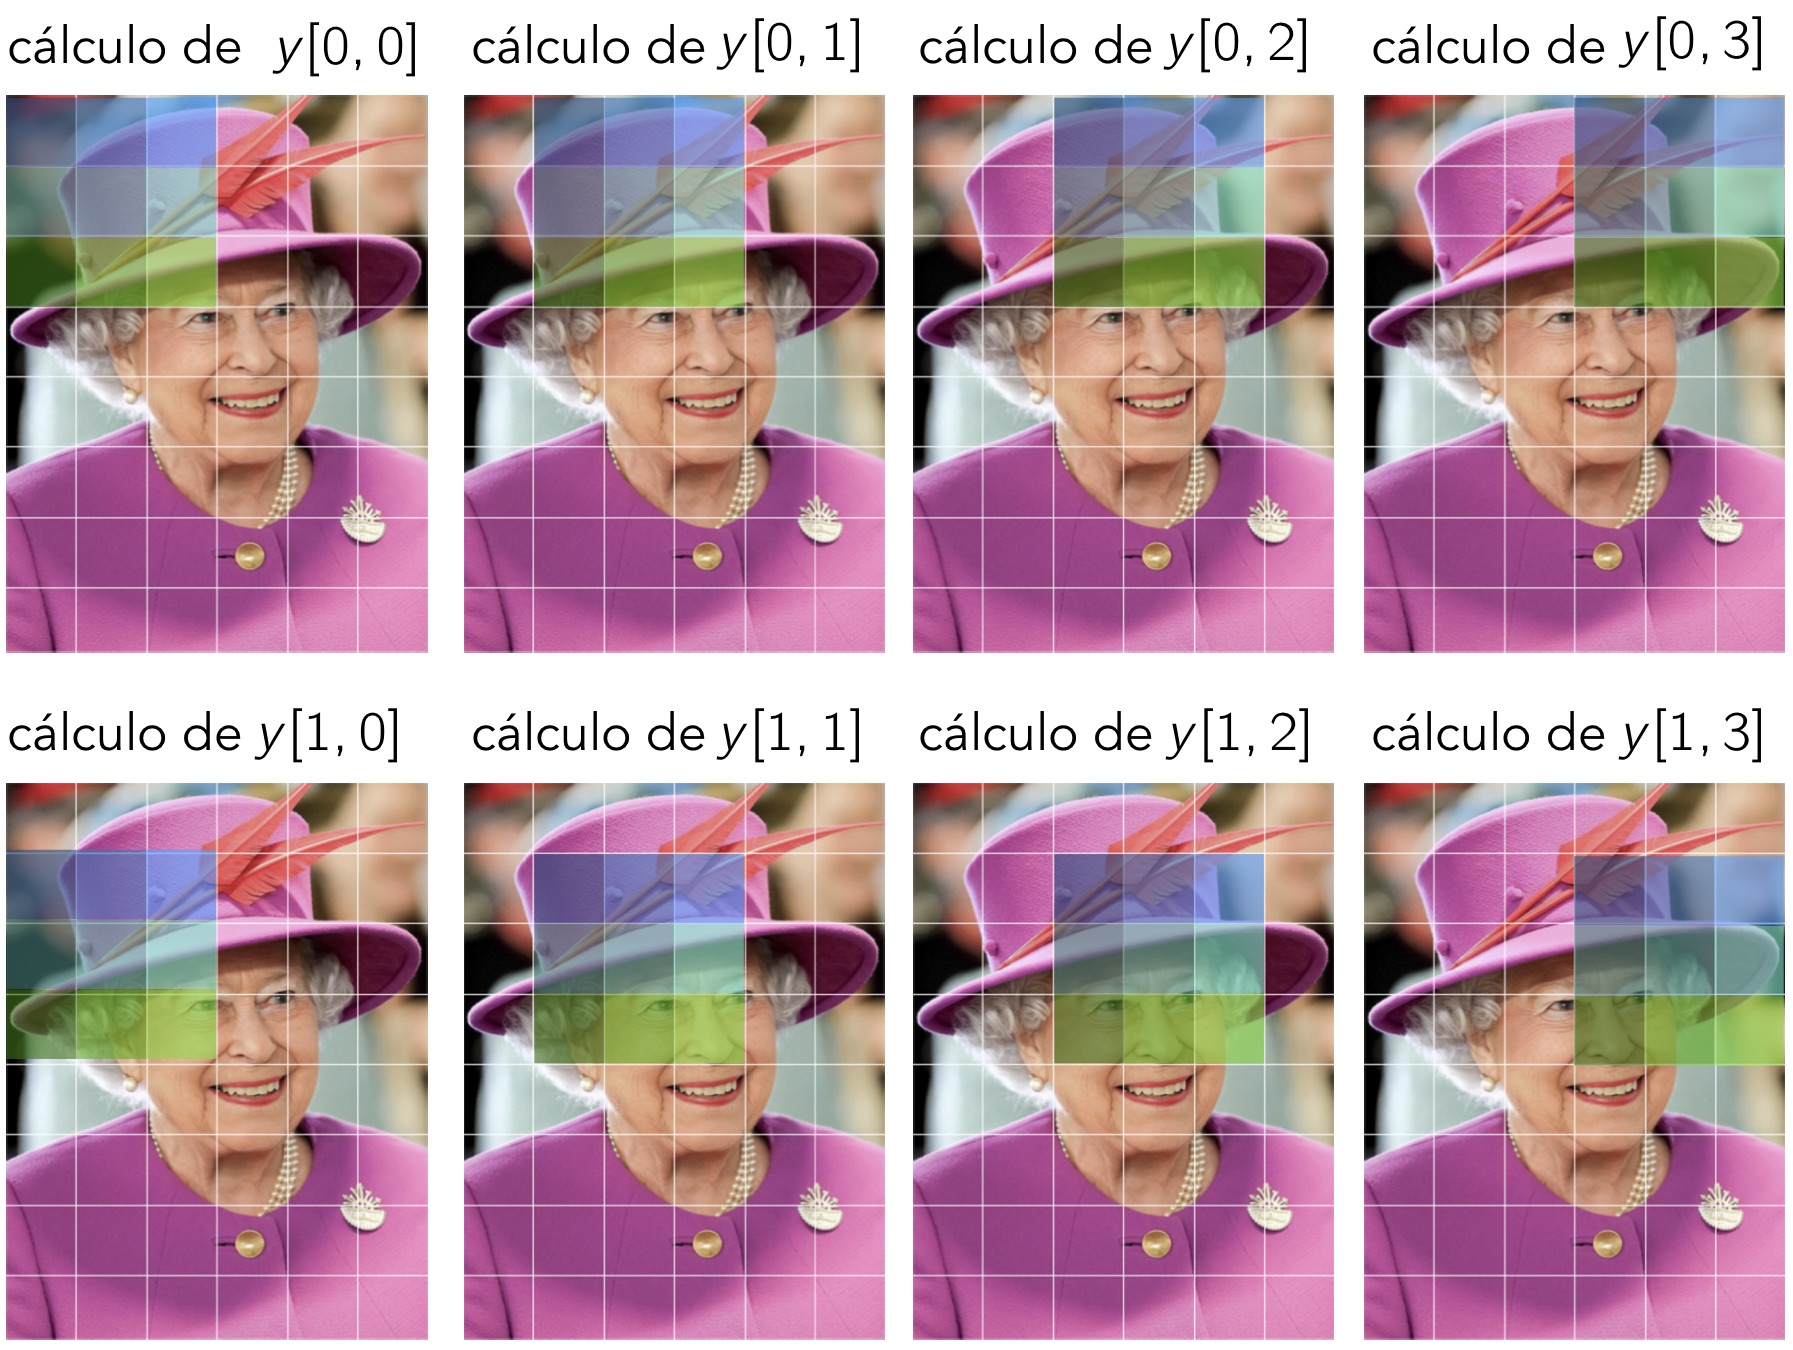 cálculo de y[0, 0]
cálculo de y[0, 1]
cálculo de y[0, 2]
cálculo de y[0, 3]
cálculo de y[1, 0]
cálculo de y[1, 1]
cálculo de y[1, 2]
cálculo de y[1, 3]